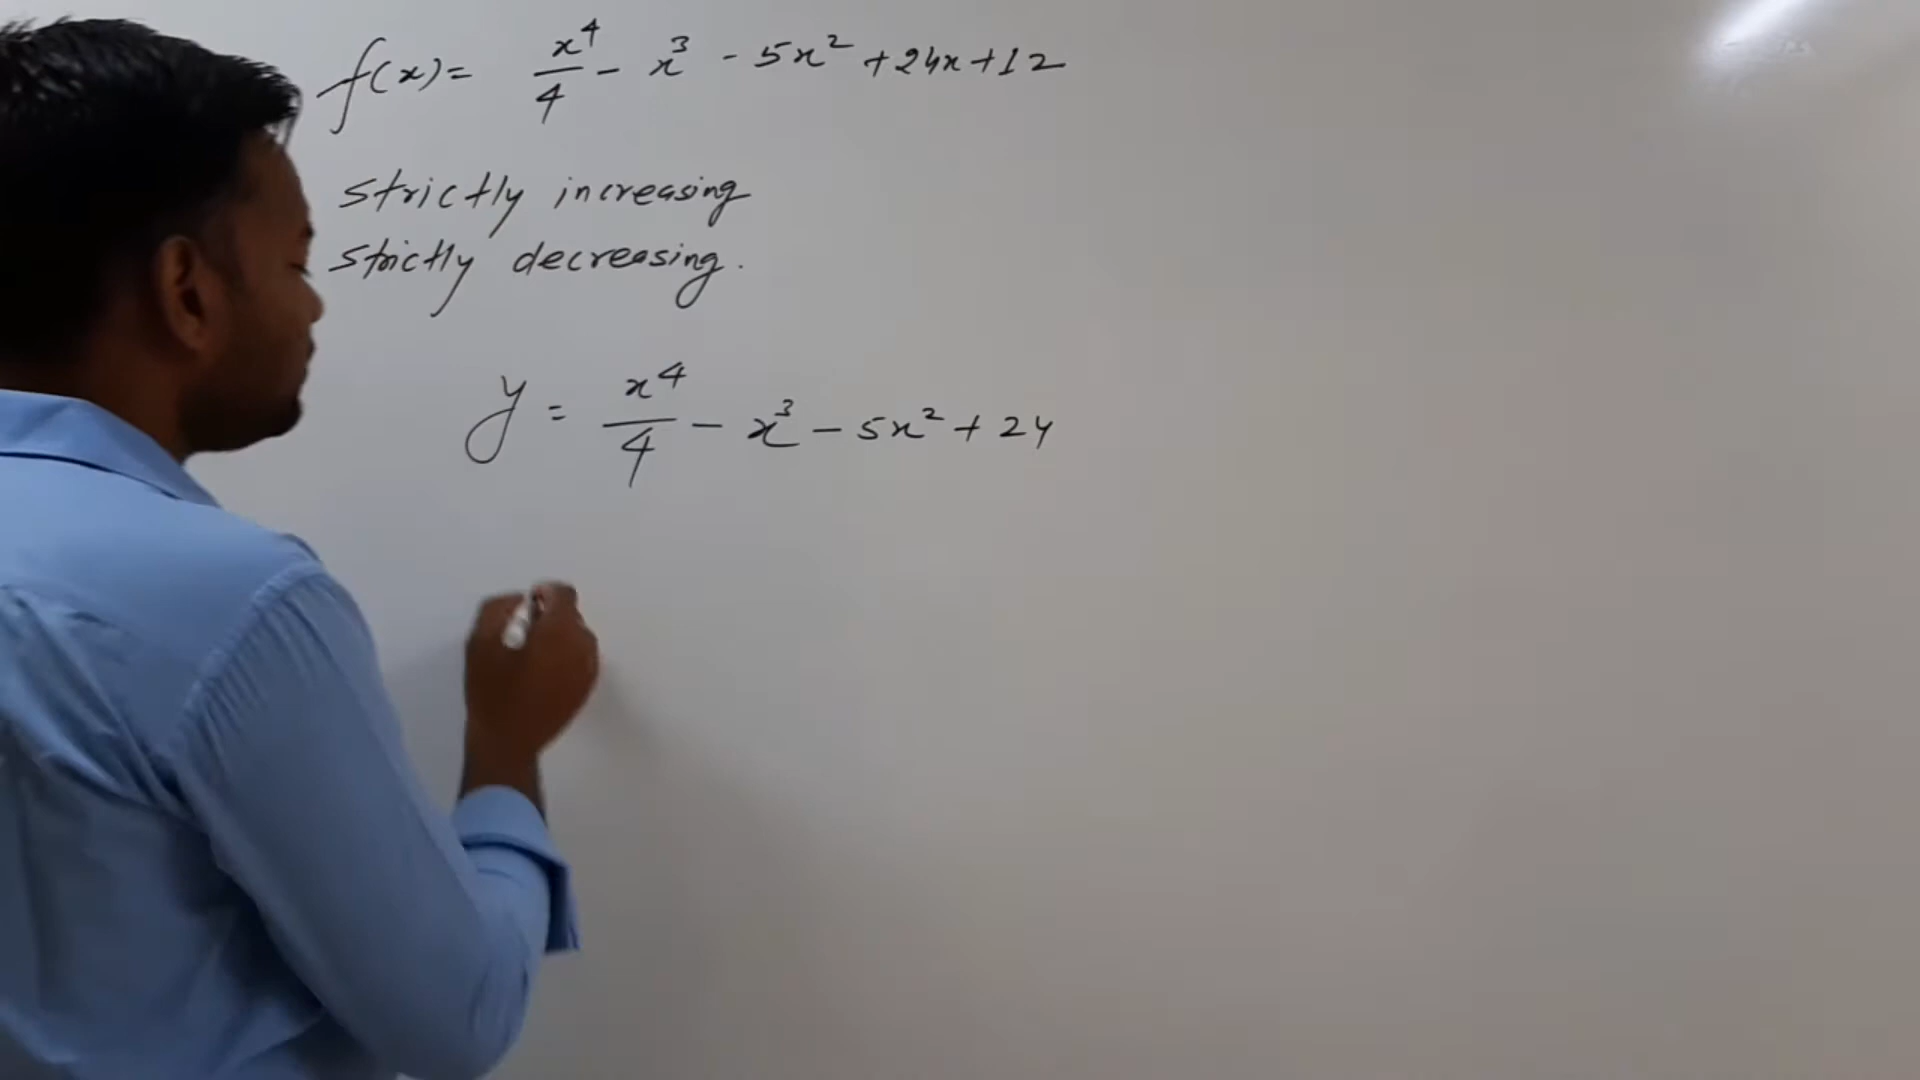 f(x) = x⁴/4 - x³ - 5x² + 24x + 12
strictly increasing
strictly decreasing.
y = x⁴/4 - x³ - 5x² + 24